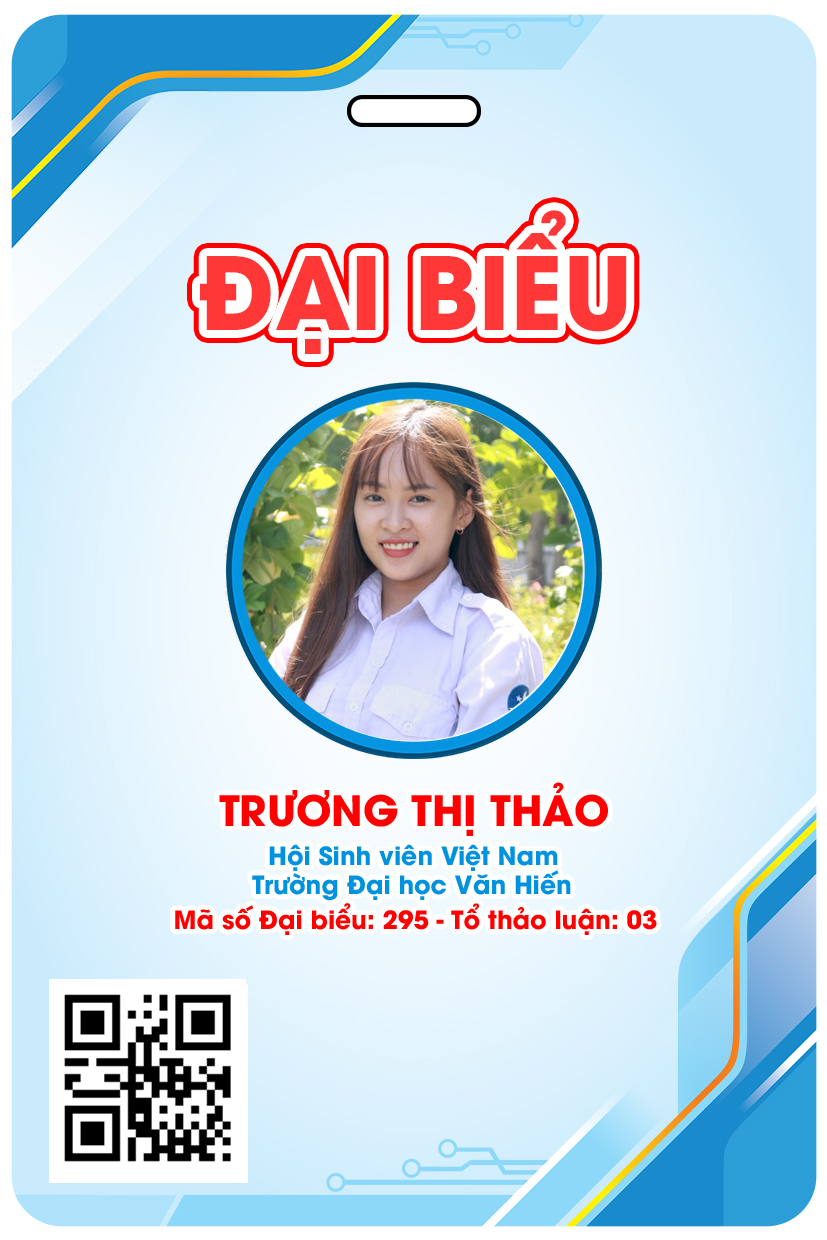 ĐẠI BIỂU
TRƯƠNG THỊ THẢO
Hội Sinh viên Việt Nam
Trường Đại học Văn Hiến
Mã số Đại biểu: 295 - Tổ thảo luận: 03